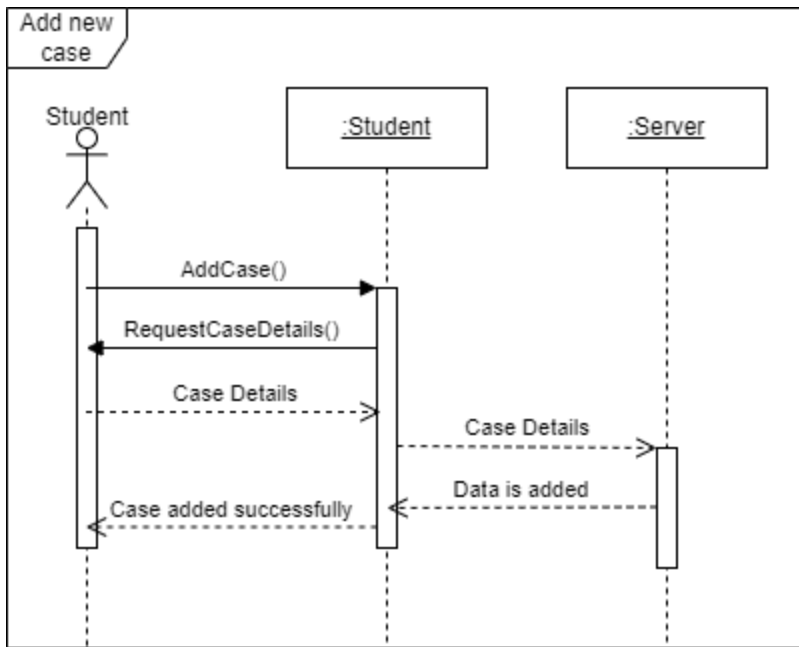 Add new
case
Student
:Student
:Server
AddCase()
RequestCaseDetails()
Case Details
Case Details
Data is added
Case added successfully